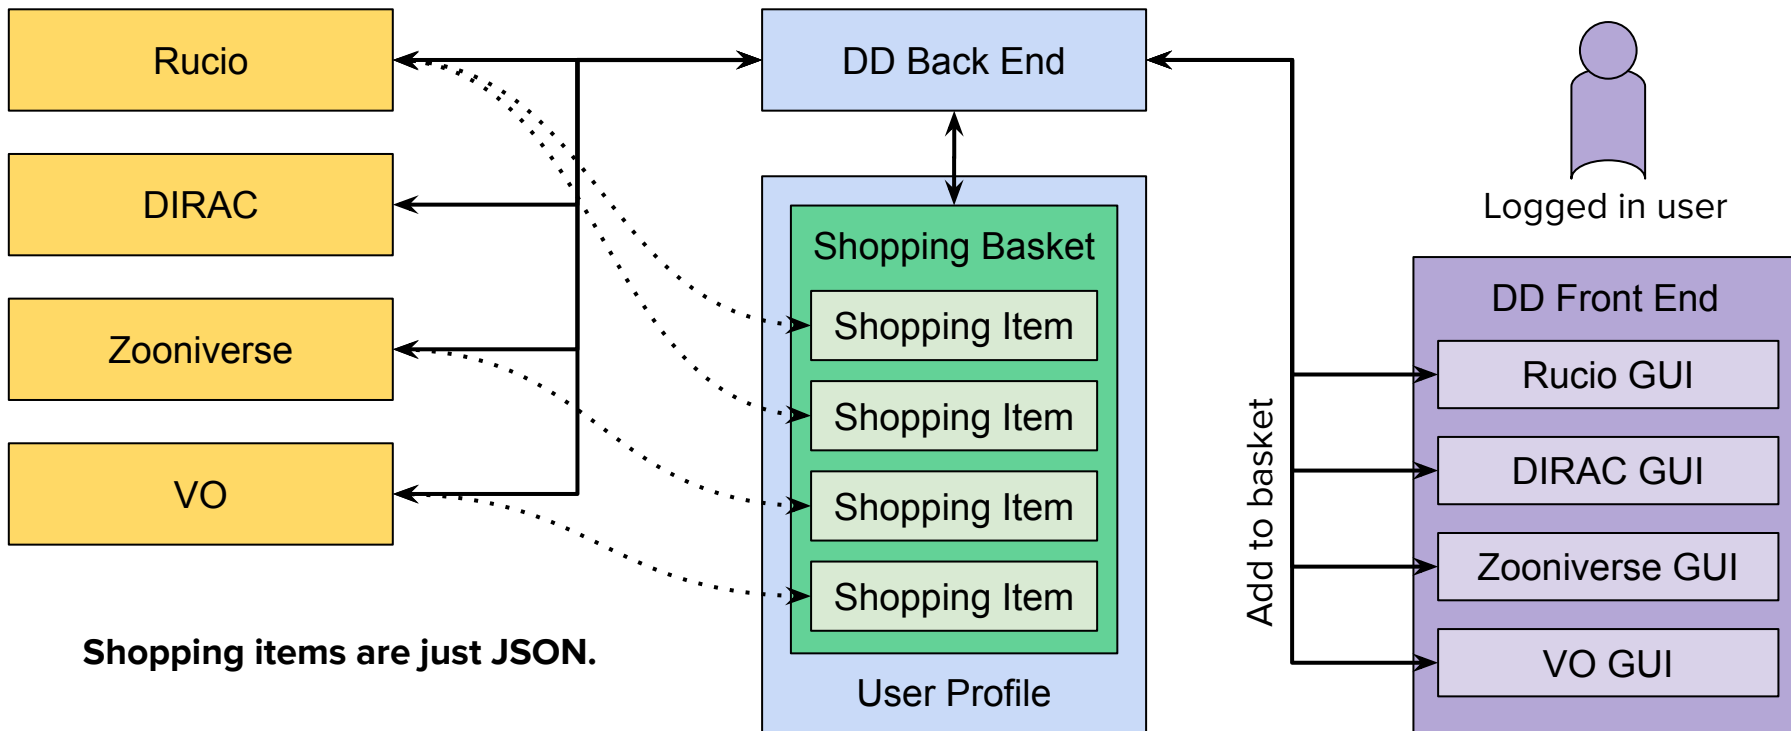 Rucio
DIRAC
Zooniverse
VO
Shopping items are just JSON.
DD Back End
Shopping Basket
Shopping Item
Shopping Item
Shopping Item
Shopping Item
User Profile
Add to basket
Logged in user
DD Front End
Rucio GUI
DIRAC GUI
Zooniverse GUI
VO GUI